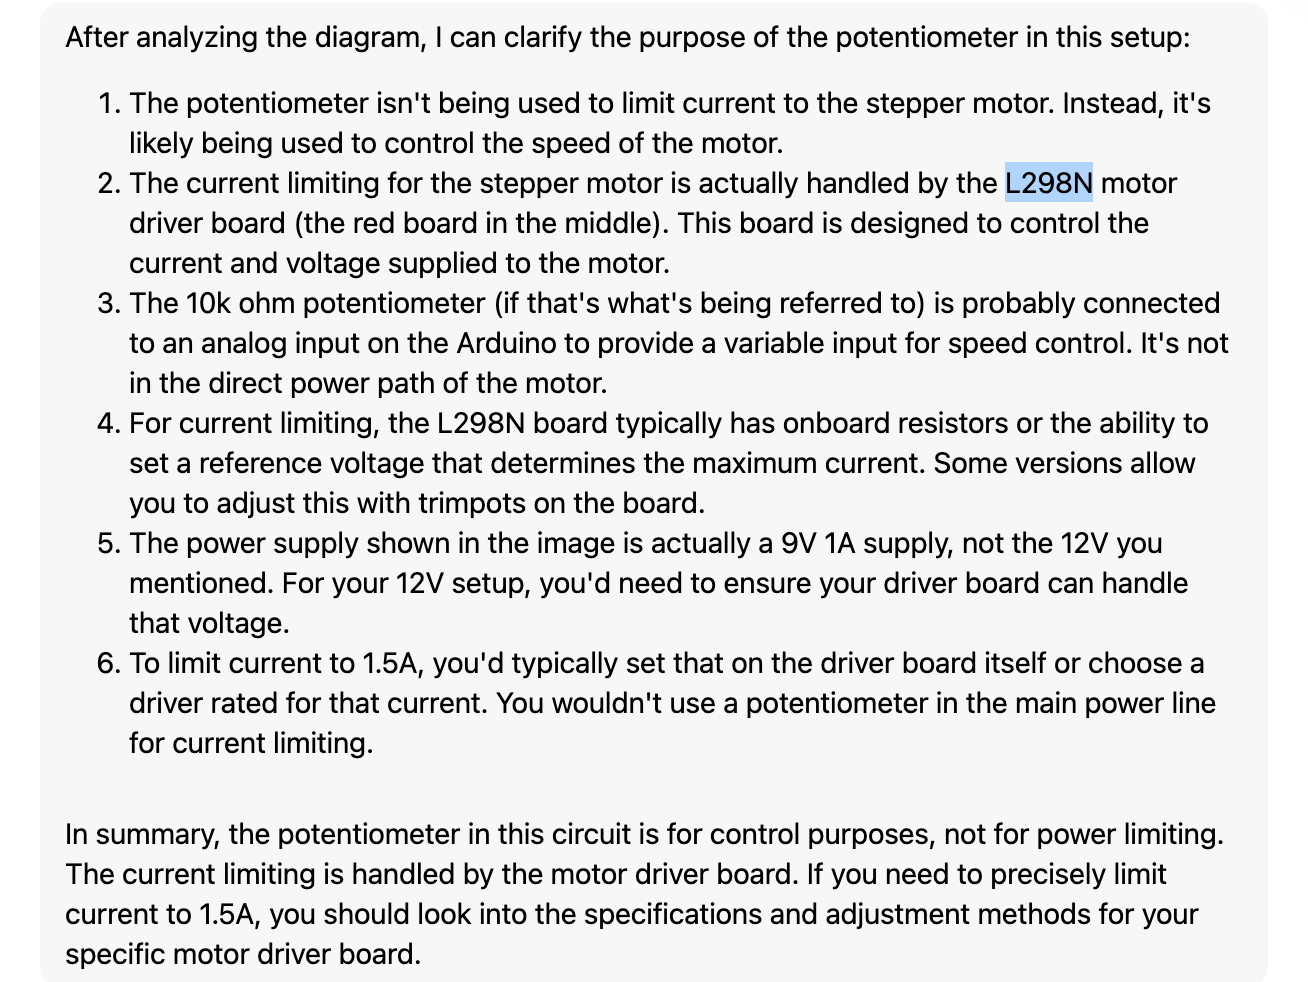 After analyzing the diagram, I can clarify the purpose of the potentiometer in this setup:
1. The potentiometer isn't being used to limit current to the stepper motor. Instead, it's
likely being used to control the speed of the motor.
2. The current limiting for the stepper motor is actually handled by the L298N motor
driver board (the red board in the middle). This board is designed to control the
current and voltage supplied to the motor.
3. The 10k ohm potentiometer (if that's what's being referred to) is probably connected
to an analog input on the Arduino to provide a variable input for speed control. It's not
in the direct power path of the motor.
4. For current limiting, the L298N board typically has onboard resistors or the ability to
set a reference voltage that determines the maximum current. Some versions allow
you to adjust this with trimpots on the board.
5. The power supply shown in the image is actually a 9V 1A supply, not the 12V you
mentioned. For your 12V setup, you'd need to ensure your driver board can handle
that voltage.
6. To limit current to 1.5A, you'd typically set that on the driver board itself or choose a
driver rated for that current. You wouldn't use a potentiometer in the main power line
for current limiting.
In summary, the potentiometer in this circuit is for control purposes, not for power limiting.
The current limiting is handled by the motor driver board. If you need to precisely limit
current to 1.5A, you should look into the specifications and adjustment methods for your
specific motor driver board.